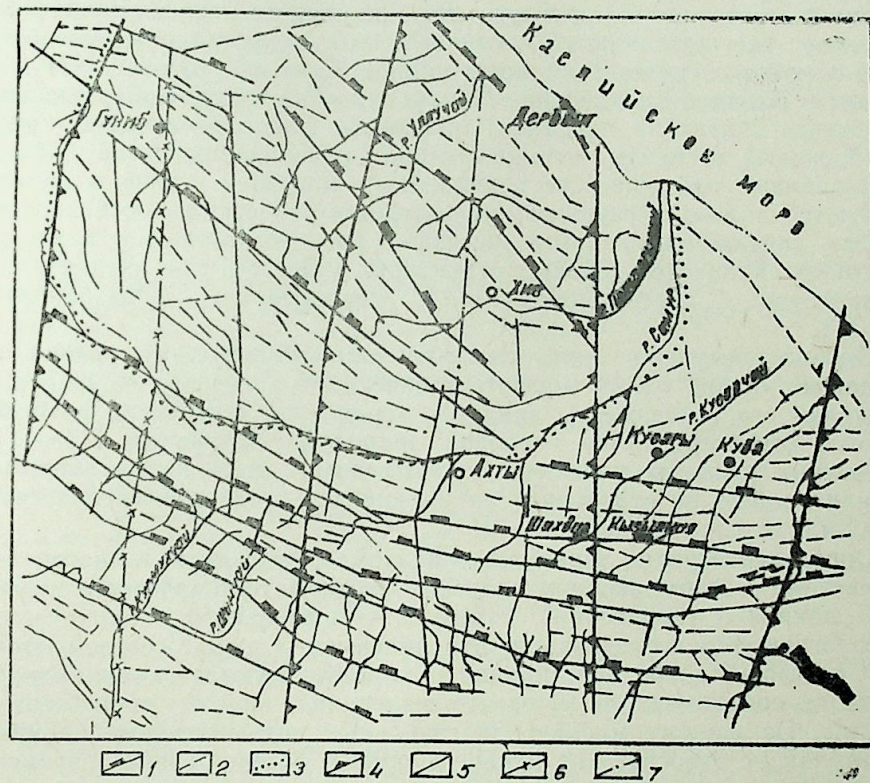 Каспийское море
Гуниб
р. Уллучай
Дербент
Хив
р. Самур
р. Кусарчай
Кусары
Куба
Ахты
Шахдаг
Кызылкая
1 2 3 4 5 6 7